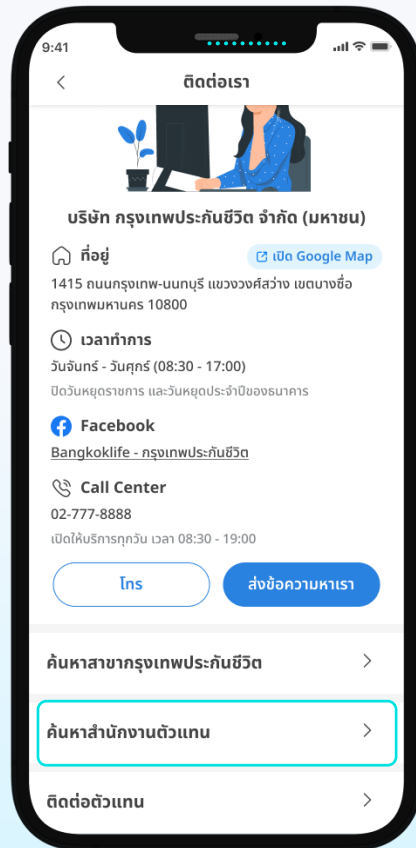 9:41
ติดต่อเรา
บริษัท กรุงเทพประกันชีวิต จำกัด (มหาชน)
ที่อยู่
เปิด Google Map
1415 ถนนกรุงเทพ-นนทบุรี แขวงวงศ์สว่าง เขตบางซื่อ
กรุงเทพมหานคร 10800
เวลาทำการ
วันจันทร์ - วันศุกร์ (08:30 - 17:00)
ปิดวันหยุดราชการ และวันหยุดประจำปีของธนาคาร
Facebook
Bangkoklife - กรุงเทพประกันชีวิต
Call Center
02-777-8888
เปิดให้บริการทุกวัน เวลา 08:30 - 19:00
โทร
ส่งข้อความหาเรา
ค้นหาสาขากรุงเทพประกันชีวิต
ค้นหาสำนักงานตัวแทน
ติดต่อตัวแทน